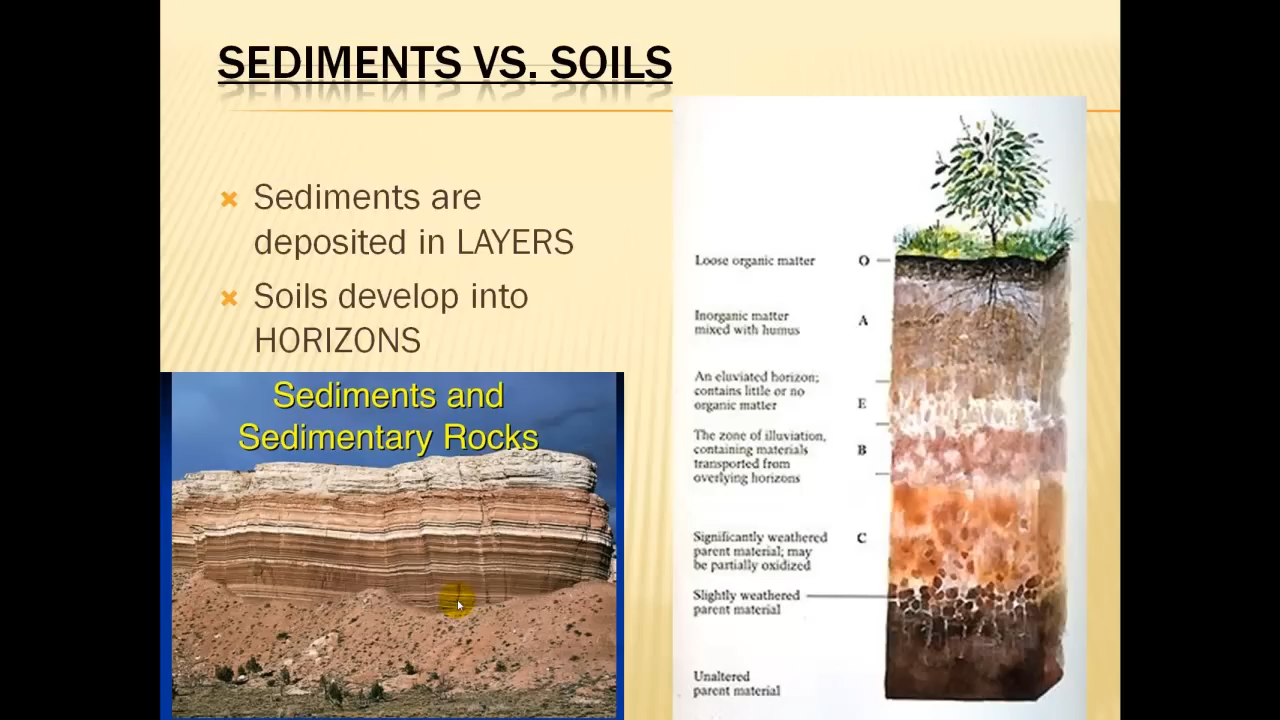 SEDIMENTS VS. SOILS
Sediments are
deposited in LAYERS
Soils develop into
HORIZONS
Sediments and
Sedimentary Rocks
Loose organic matter O
Inorganic matter
mixed with humus
A
An eluviated horizon;
contains little or no
organic matter
E
The zone of illuviation,
containing materials
transported from
overlying horizons
B
Significantly weathered
parent material; may
be partially oxidized
C
Slightly weathered
parent material
Unaltered
parent material